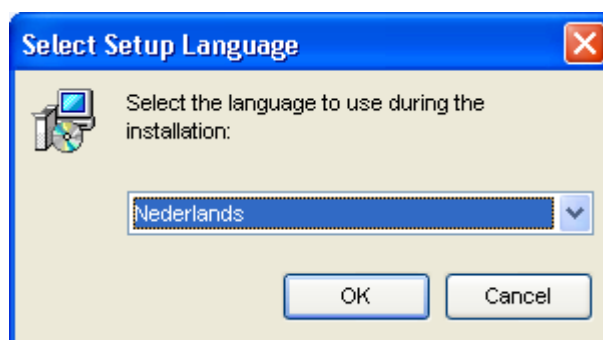 Select Setup Language
Select the language to use during the
installation:
Nederlands
OK
Cancel